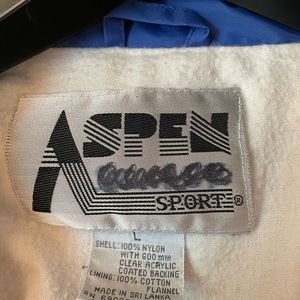 ASPEN
SPORT®
L
SHELL: 100% NYLON
WITH 600 mm
CLEAR ACRYLIC
COATED BACKING
LINING: 100% COTTON
FLANNEL
MADE IN SRI LANKA
RN